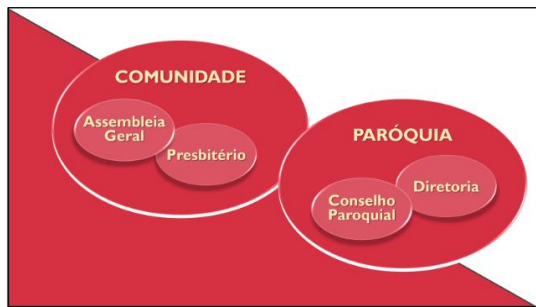 COMUNIDADE
Assembleia
Geral
Presbitério
PARÓQUIA
Diretoria
Conselho
Paroquial